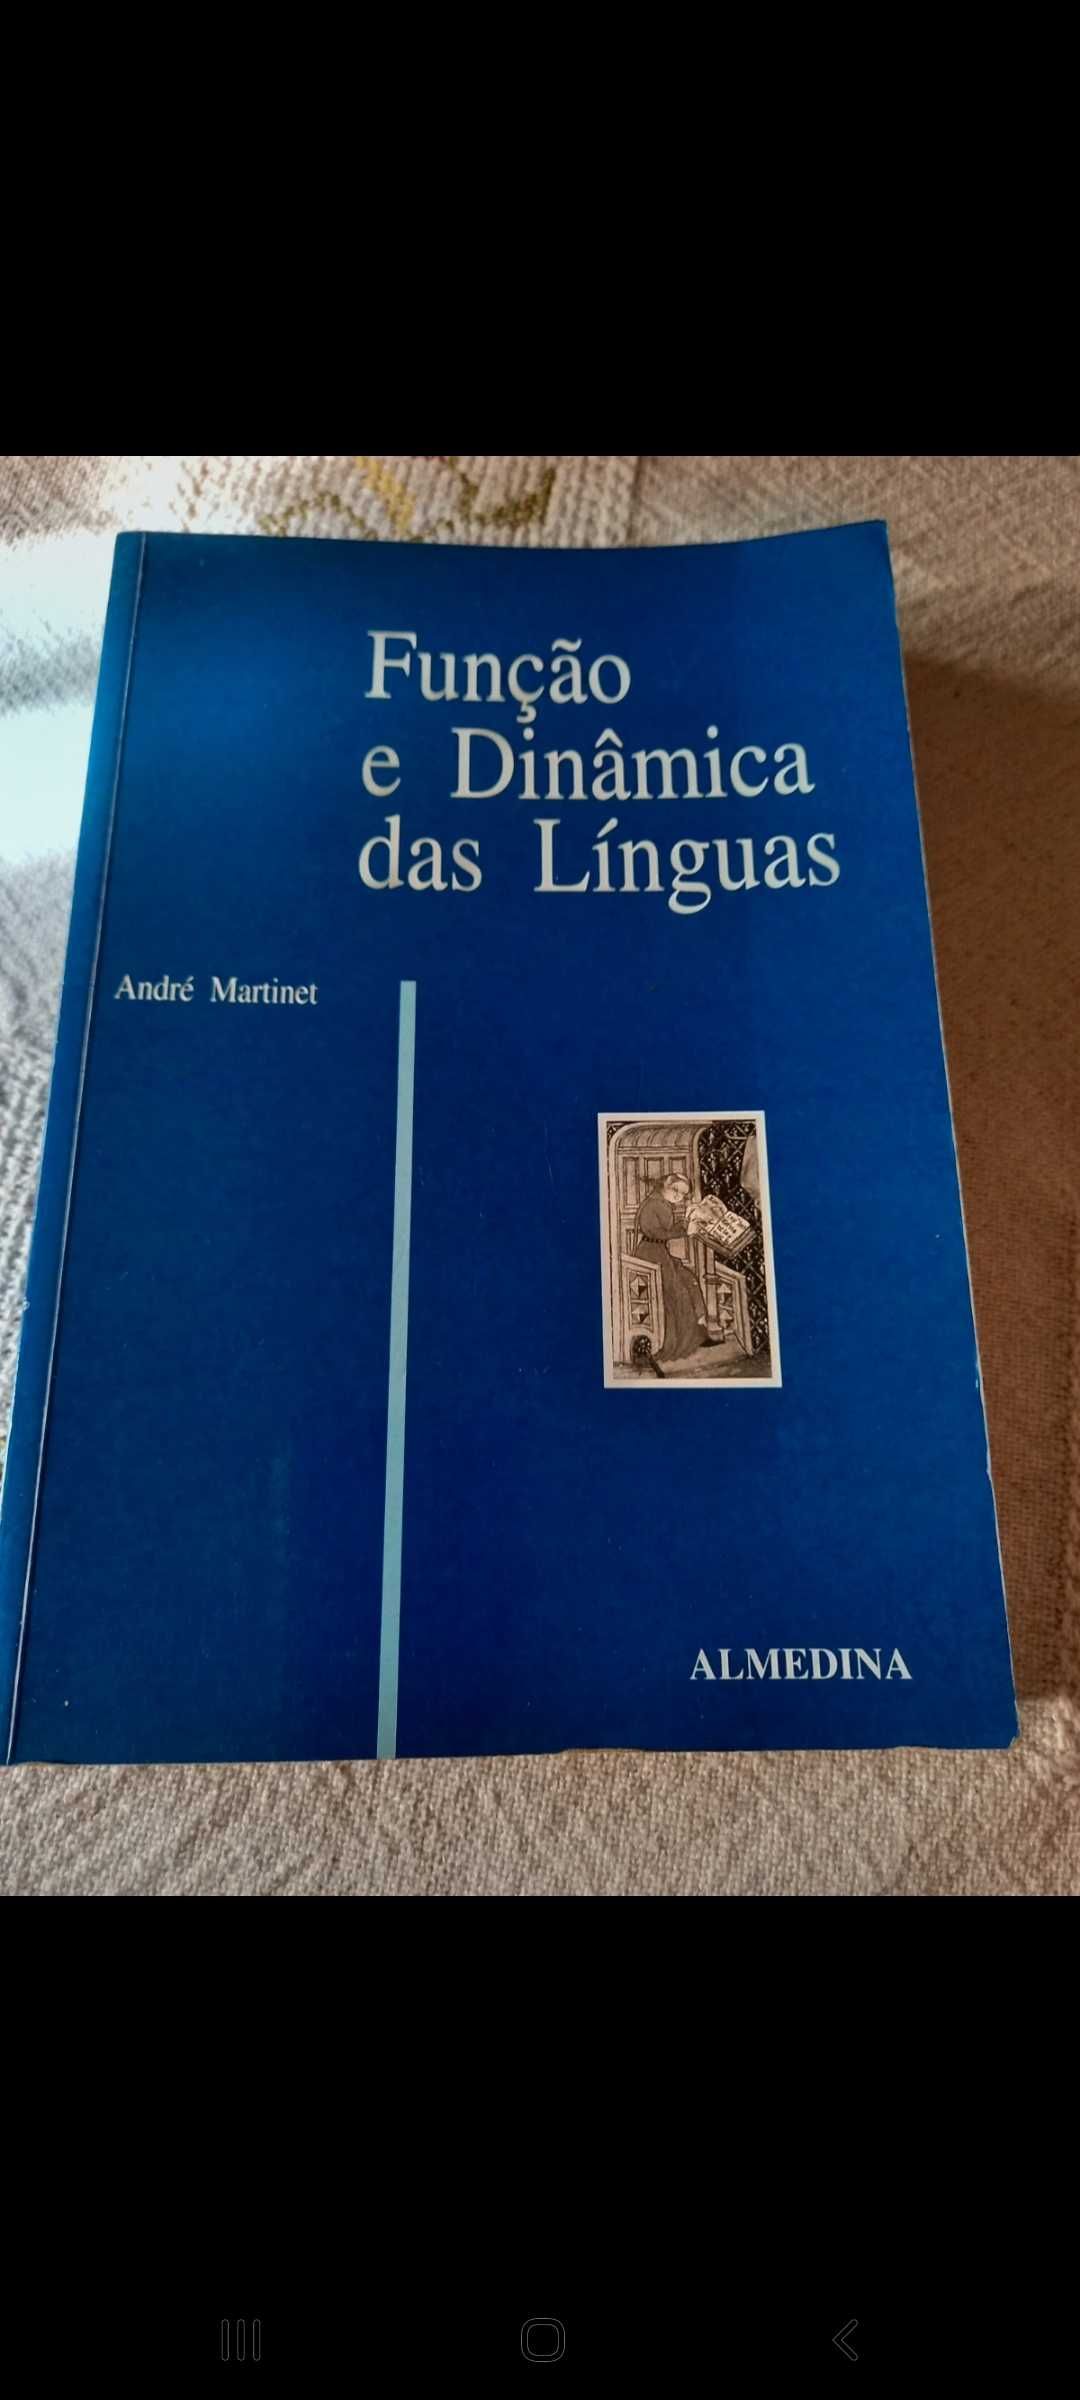 Função
e Dinâmica
das Línguas
André Martinet
ALMEDINA